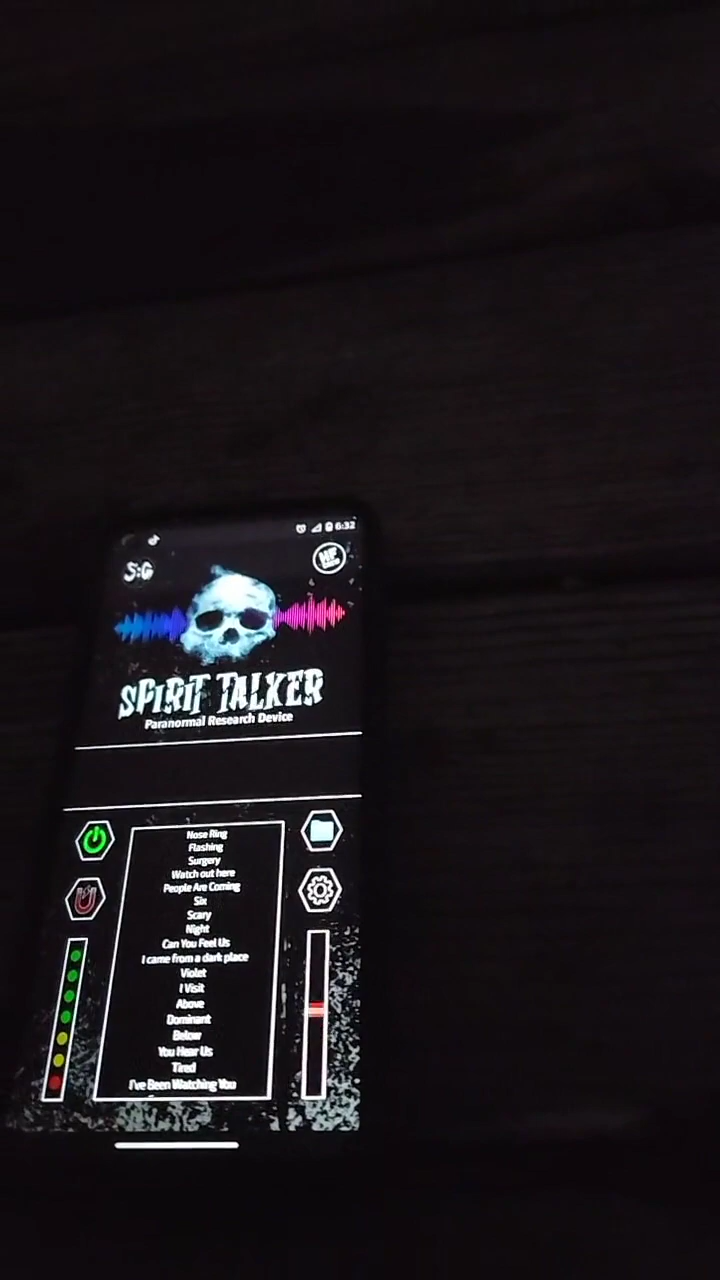 6:32
S:G
SPIRIT TALKER
Paranormal Research Device
Nose Ring
Flashing
Surgery
Watch out here
People Are Coming
Six
Scary
Night
Can You Feel Us
I came from a dark place
Violet
I Visit
Above
Dominant
Below
You Hear Us
Tired
I've Been Watching You